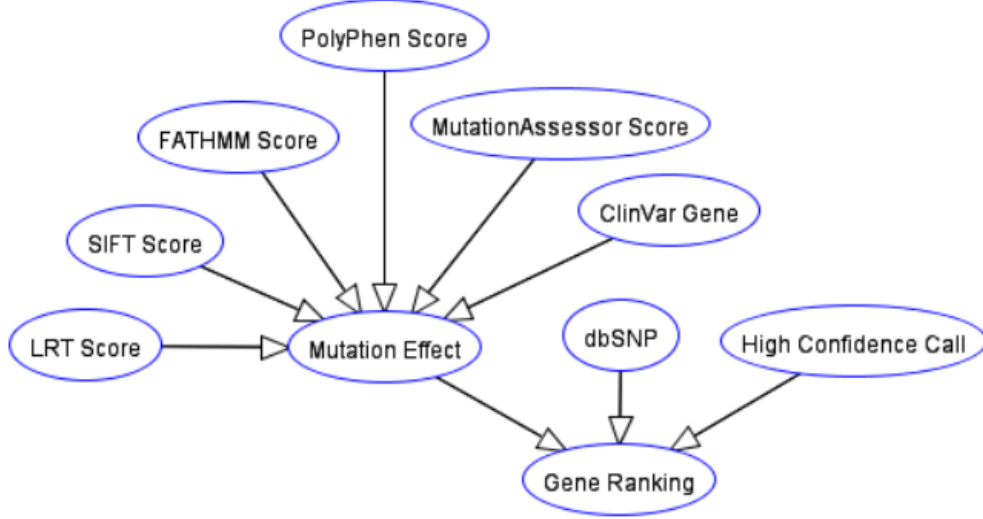 PolyPhen Score
FATHMM Score
MutationAssessor Score
SIFT Score
ClinVar Gene
LRT Score
Mutation Effect
dbSNP
High Confidence Call
Gene Ranking